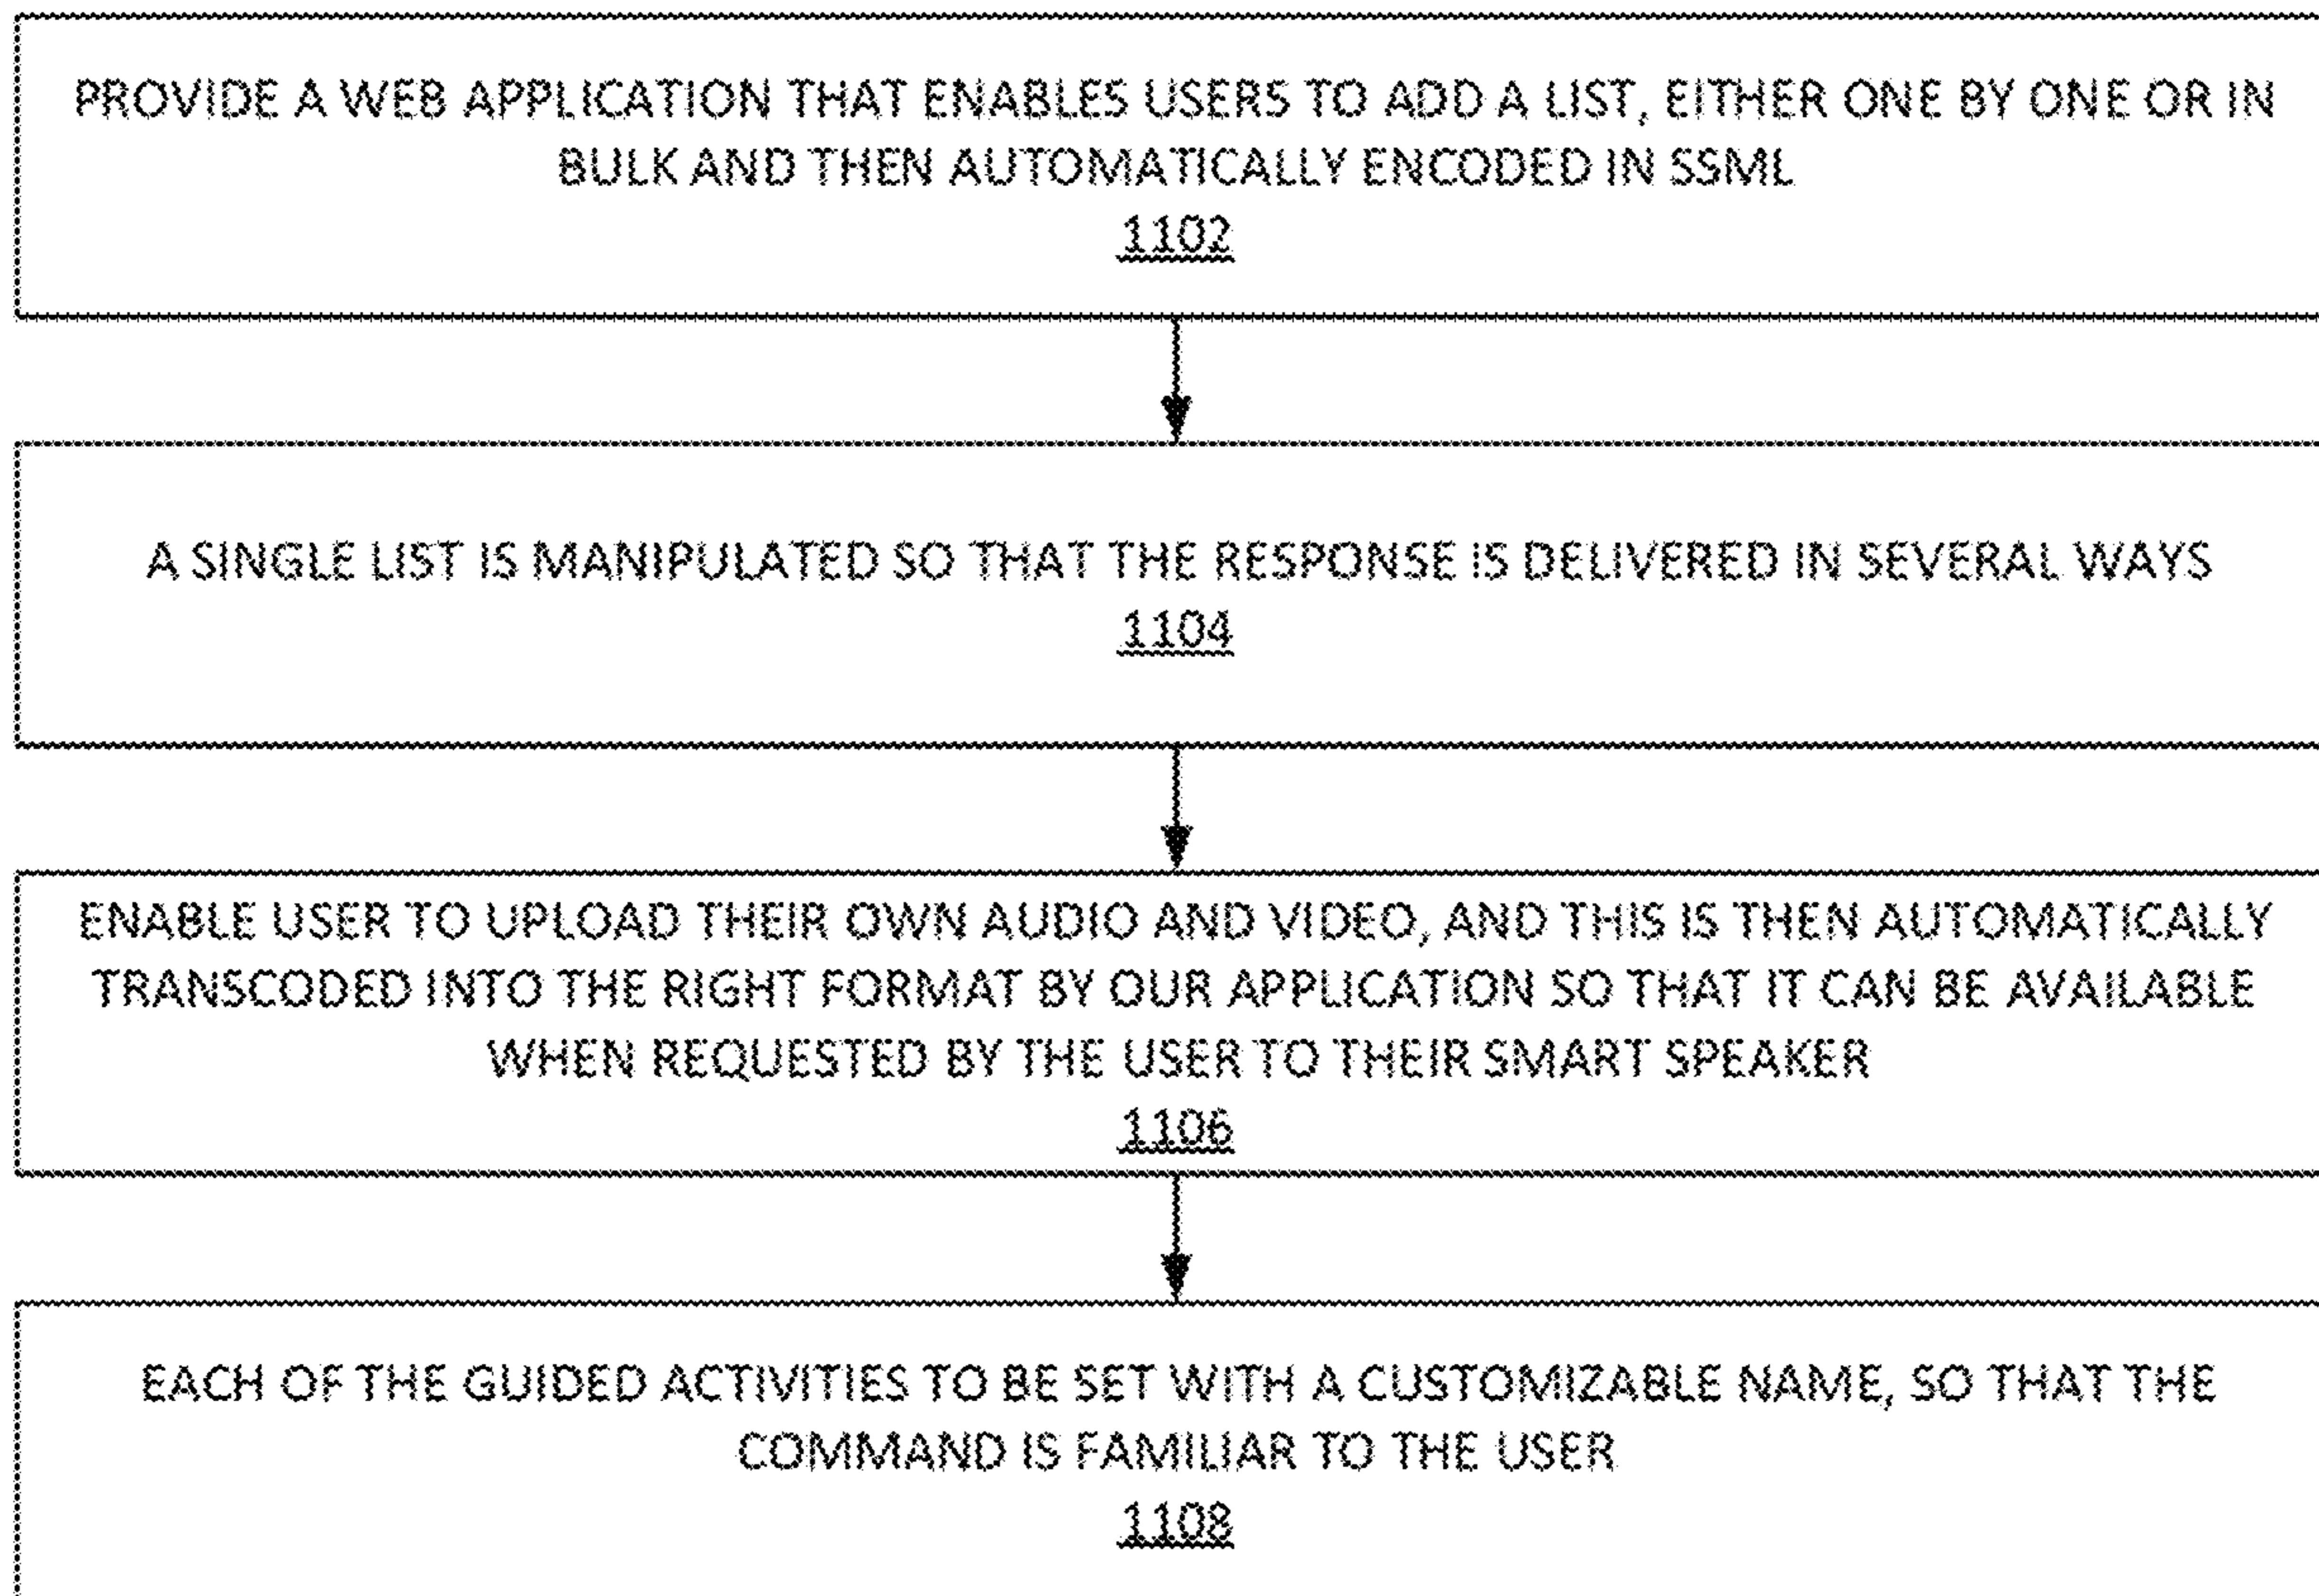 PROVIDE A WEB APPLICATION THAT ENABLES USERS TO ADD A LIST, EITHER ONE BY ONE OR IN
BULK AND THEN AUTOMATICALLY ENCODED IN SSML
1102
A SINGLE LIST IS MANIPULATED SO THAT THE RESPONSE IS DELIVERED IN SEVERAL WAYS
1104
ENABLE USER TO UPLOAD THEIR OWN AUDIO AND VIDEO, AND THIS IS THEN AUTOMATICALLY
TRANSCODED INTO THE RIGHT FORMAT BY OUR APPLICATION SO THAT IT CAN BE AVAILABLE
WHEN REQUESTED BY THE USER TO THEIR SMART SPEAKER
1106
EACH OF THE GUIDED ACTIVITIES TO BE SET WITH A CUSTOMIZABLE NAME, SO THAT THE
COMMAND IS FAMILIAR TO THE USER
1108